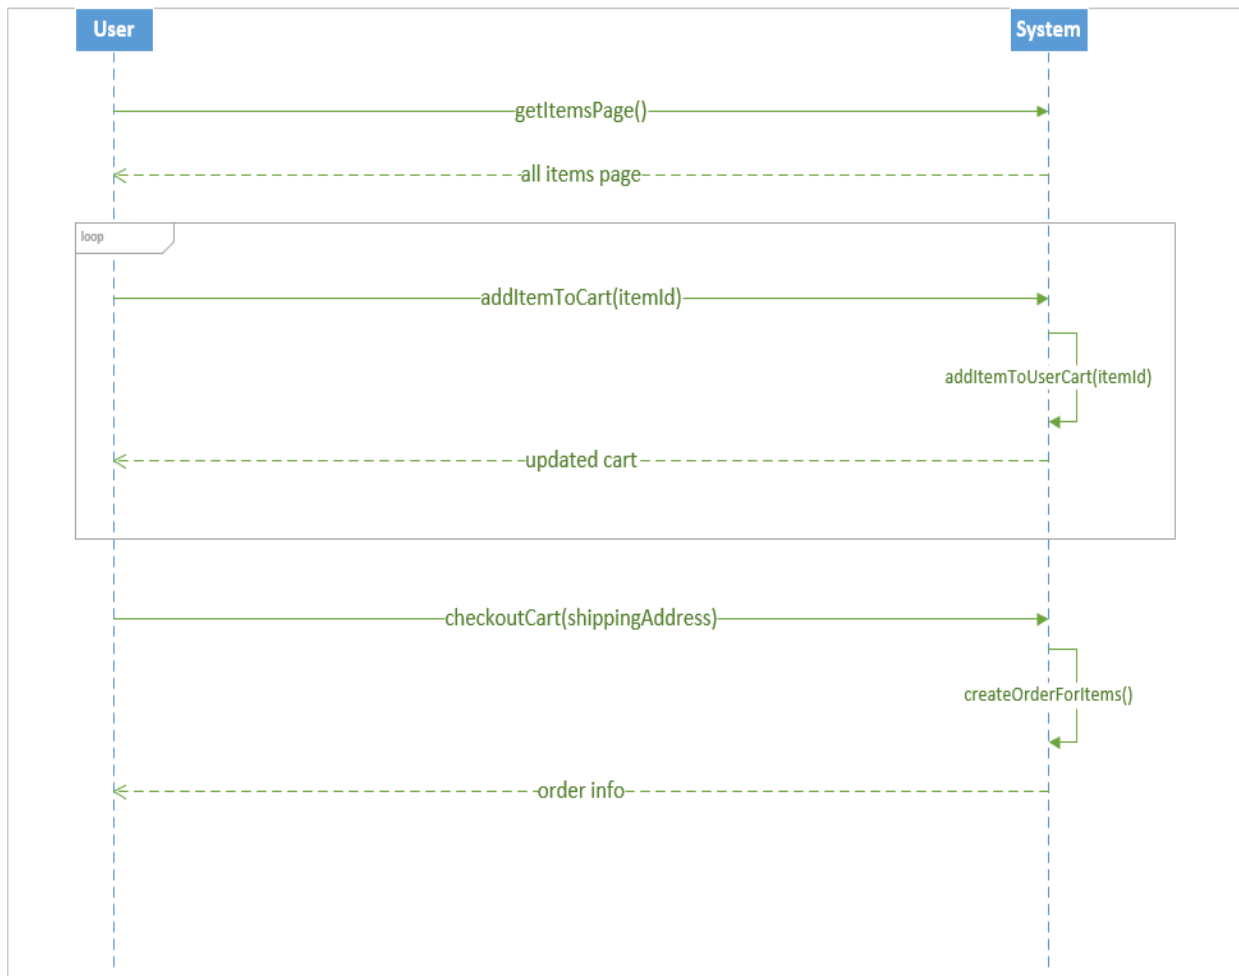 User
System
getItemsPage()
all items page
loop
addItemToCart(itemId)
addItemToUserCart(itemId)
updated cart
checkoutCart(shippingAddress)
createOrderForItems()
order info